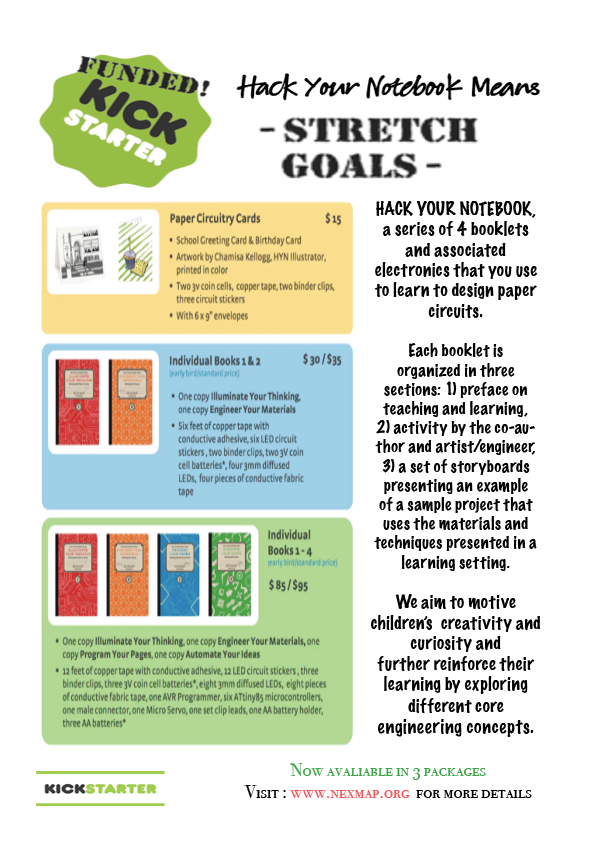 FUNDED!
KICK
STARTER
Hack Your Notebook Means
- STRETCH
GOALS -
Paper Circuitry Cards $ 15
• School Greeting Card & Birthday Card
• Artwork by Chamisa Kellogg, HYN Illustrator,
printed in color
• Two 3v coin cells, copper tape, two binder clips,
three circuit stickers
• With 6 x 9" envelopes
Individual Books 1 & 2 $ 30 / $35
(early bird/standard price)
• One copy Illuminate Your Thinking,
one copy Engineer Your Materials
• Six feet of copper tape with
conductive adhesive, six LED circuit
stickers , two binder clips, two 3V coin
cell batteries*, four 3mm diffused
LEDs, four pieces of conductive fabric
tape
Individual
Books 1 - 4
(early bird/standard price)
$ 85 / $95
• One copy Illuminate Your Thinking, one copy Engineer Your Materials, one
copy Program Your Pages, one copy Automate Your Ideas
• 12 feet of copper tape with conductive adhesive, 12 LED circuit stickers , three
binder clips, three 3V coin cell batteries*, eight 3mm diffused LEDs, eight pieces
of conductive fabric tape, one AVR Programmer, six ATtiny85 microcontrollers,
one male connector, one Micro Servo, one set clip leads, one AA battery holder,
three AA batteries*
HACK YOUR NOTEBOOK,
a series of 4 booklets
and associated
electronics that you use
to learn to design paper
circuits.
Each booklet is
organized in three
sections: 1) preface on
teaching and learning,
2) activity by the co-au-
thor and artist/engineer,
3) a set of storyboards
presenting an example
of a sample project that
uses the materials and
techniques presented in a
learning setting.
We aim to motive
children's creativity and
curiosity and
further reinforce their
learning by exploring
different core
engineering concepts.
KICKSTARTER
Now avaliable in 3 packages
Visit : www.nexmap.org for more details